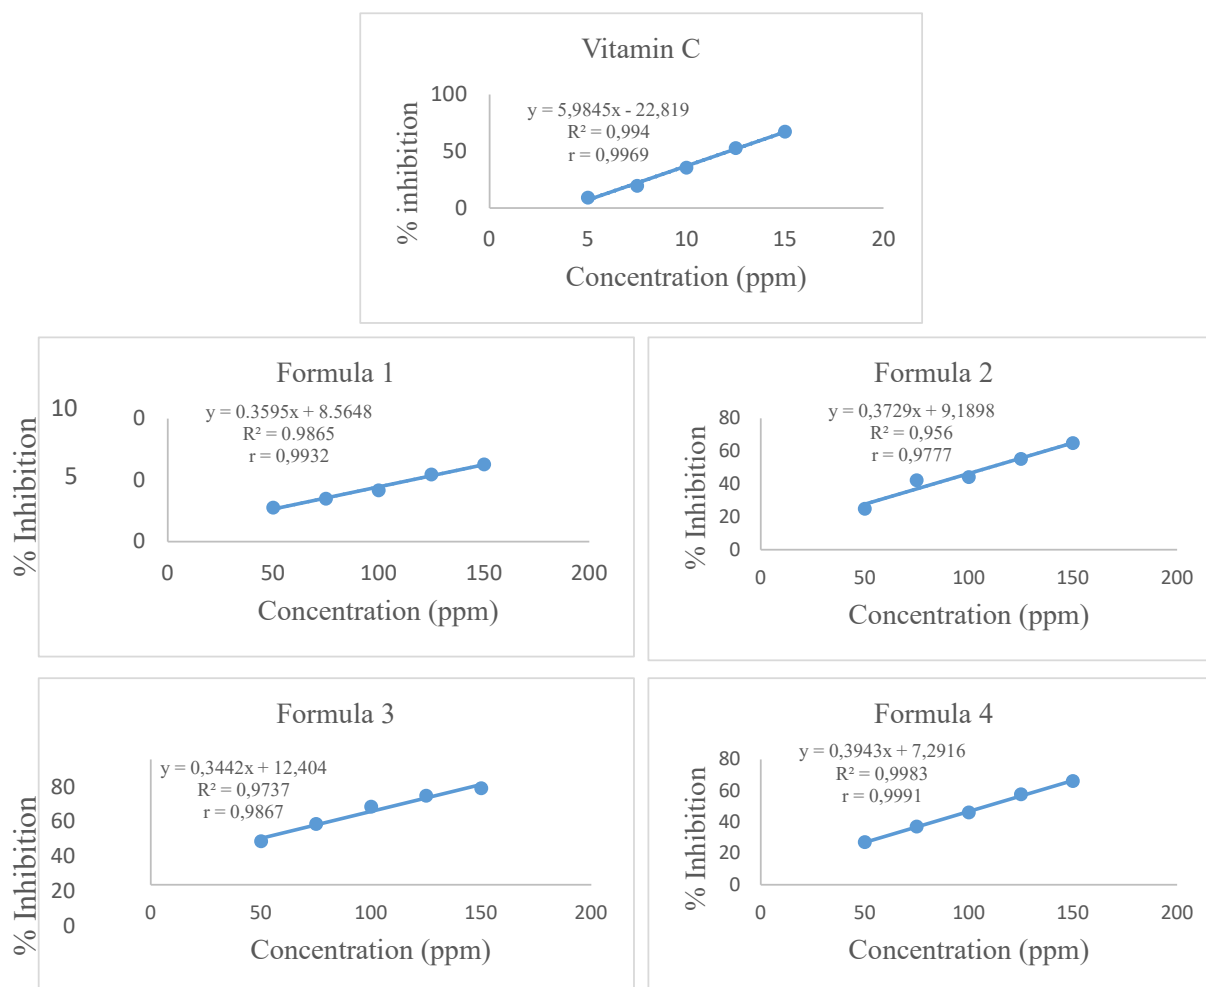 Vitamin C
y = 5,9845x - 22,819
R² = 0,994
r = 0,9969
% inhibition
100
50
0
0 5 10 15 20
Concentration (ppm)
Formula 1
y = 0.3595x + 8.5648
R² = 0.9865
r = 0,9932
% Inhibition
10 0
5 0
0
0 50 100 150 200
Concentration (ppm)
Formula 2
y = 0,3729x + 9,1898
R² = 0,956
r = 0,9777
% Inhibition
80
60
40
20
0
0 50 100 150 200
Concentration (ppm)
Formula 3
y = 0,3442x + 12,404
R² = 0,9737
r = 0,9867
% Inhibition
80
60
40
20
0
0 50 100 150 200
Concentration (ppm)
Formula 4
y = 0,3943x + 7,2916
R² = 0,9983
r = 0,9991
% Inhibition
80
60
40
20
0
0 50 100 150 200
Concentration (ppm)